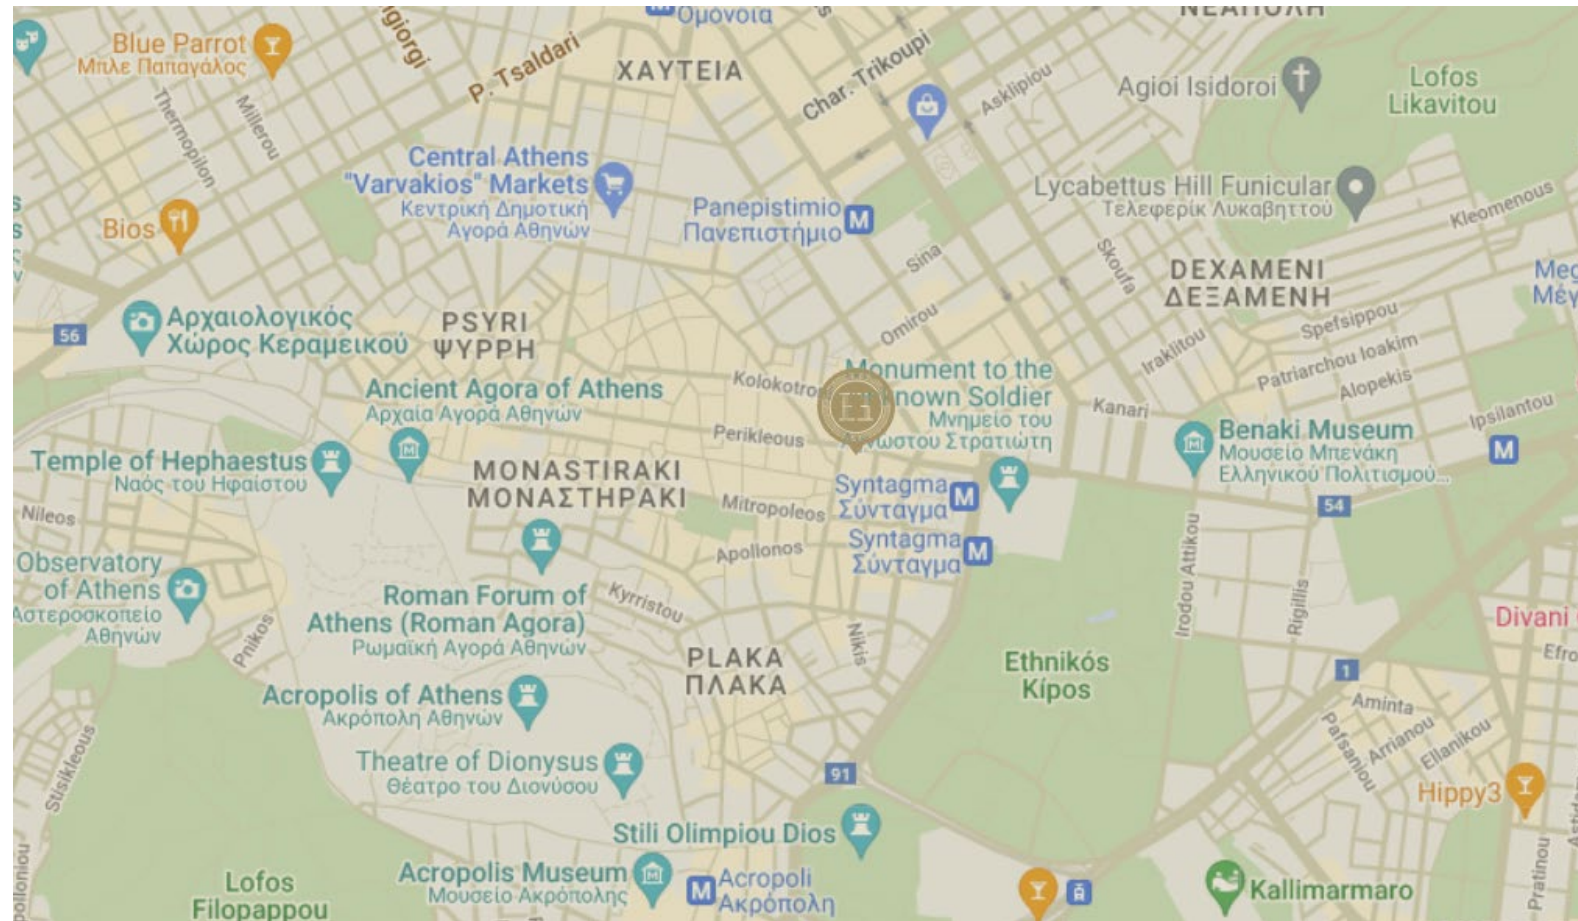 Ομόνοια
ΝΕΑΠΟΛΗ
Blue Parrot
Μπλε Παπαγάλος
P. Tsaldari
ΧΑΥΤΕΙΑ
Char. Trikoupi
Asklipiou
Agioi Isidoroi
Lofos
Likavitou
Thermopilon
Millerou
Central Athens
"Varvakios" Markets
Κεντρική Δημοτική
Αγορά Αθηνών
Panepistimio
Πανεπιστήμιο
Lycabettus Hill Funicular
Τελεφερίκ Λυκαβηττού
Kleomenous
Bios
Sina
Skoufa
DEXAMENI
ΔΕΞΑΜΕΝΗ
56
Αρχαιολογικός
Χώρος Κεραμεικού
PSYRI
ΨΥΡΡΗ
Omirou
Iraklitou
Spefsippou
Patriarchou Ioakim
Alopekis
Ipsilantou
Ancient Agora of Athens
Αρχαία Αγορά Αθηνών
Kolokotro
Monument to the
known Soldier
Μνημείο του
Στρατιώτη
Kanari
Perikleous
Benaki Museum
Μουσείο Μπενάκη
Ελληνικού Πολιτισμού...
Temple of Hephaestus
Ναός του Ηφαίστου
MONASTIRAKI
ΜΟΝΑΣΤΗΡΑΚΙ
Syntagma
Σύνταγμα
Syntagma
Σύνταγμα
54
Nileos
Mitropoleos
Apollonos
Observatory
of Athens
Αστεροσκοπείο
Αθηνών
Pnikos
Roman Forum of
Athens (Roman Agora)
Ρωμαϊκή Αγορά Αθηνών
Kyrristou
Nikis
Irodou Attikou
Rigillis
Divani
Efro
PLAKA
ΠΛΑΚΑ
Ethnikós
Kípos
1
Acropolis of Athens
Ακρόπολη Αθηνών
Aminta
Pafsaniou
Arrianou
Ellanikou
Stisikleous
Theatre of Dionysus
Θέατρο του Διονύσου
91
Hippy3
Stili Olimpiou Dios
Acropolis Museum
Μουσείο Ακρόπολης
Acropoli
Ακρόπολη
Lofos
Filopappou
Kallimarmaro
Pratinou